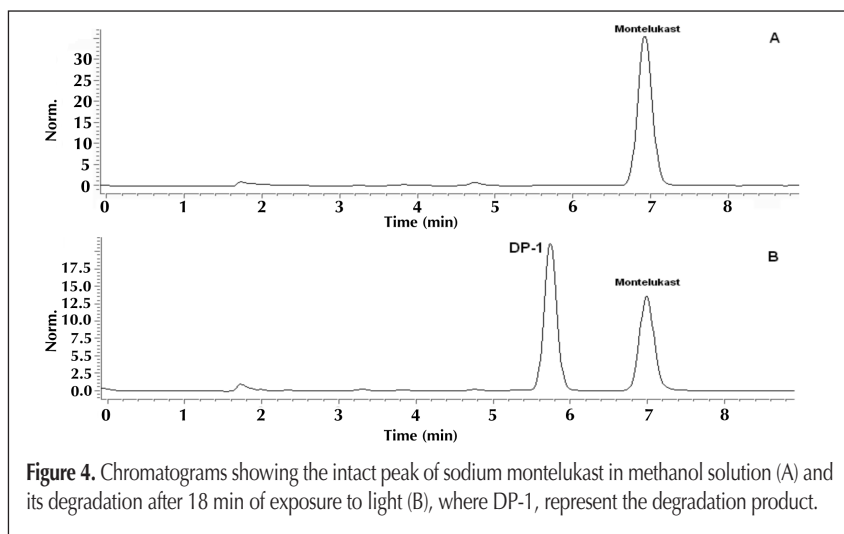 Montelukast
A
Norm.
30
25
20
15
10
5
0
0 1 2 3 4 5 6 7 8
Time (min)
DP-1
B
Montelukast
Norm.
17.5
15.0
12.5
10.0
7.5
5.5
2.5
0.0
0 1 2 3 4 5 6 7 8
Time (min)
Figure 4. Chromatograms showing the intact peak of sodium montelukast in methanol solution (A) and
its degradation after 18 min of exposure to light (B), where DP-1, represent the degradation product.